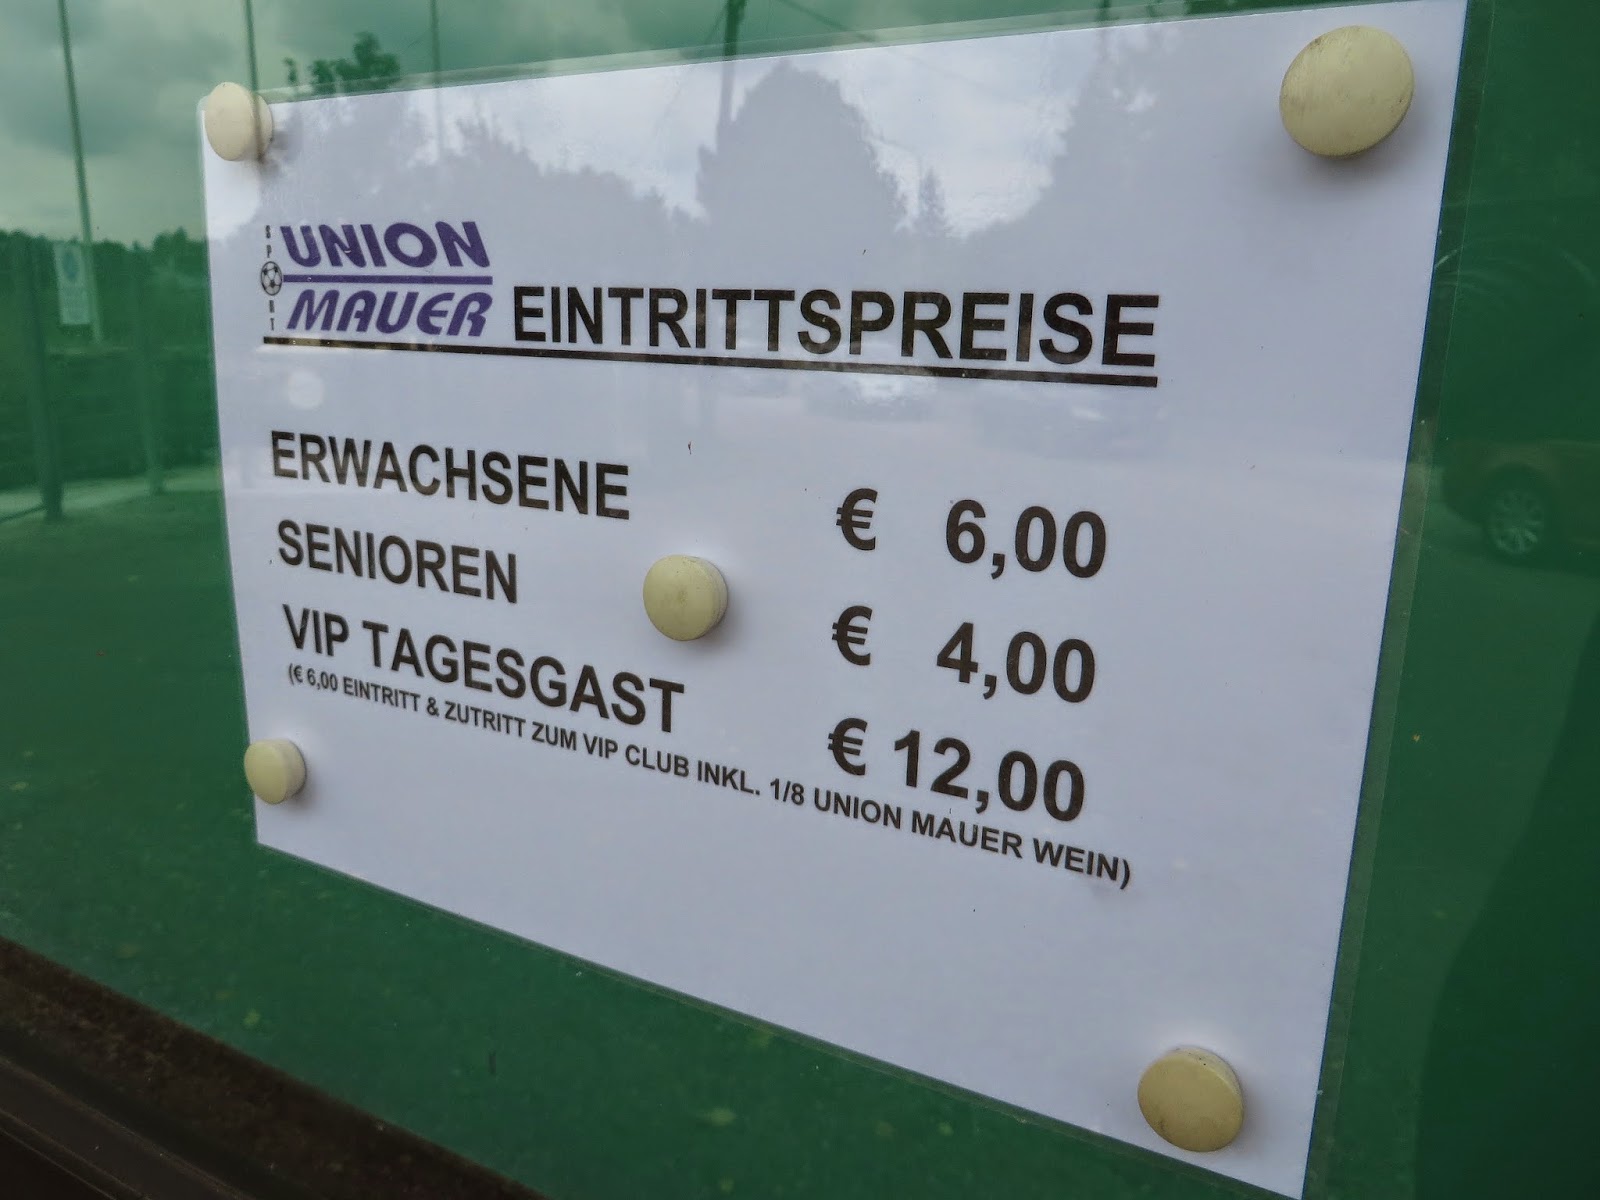 SPORT
UNION
MAUER
EINTRITTSPREISE
ERWACHSENE € 6,00
SENIOREN € 4,00
VIP TAGESGAST € 12,00
(€ 6,00 EINTRITT & ZUTRITT ZUM VIP CLUB INKL. 1/8 UNION MAUER WEIN)